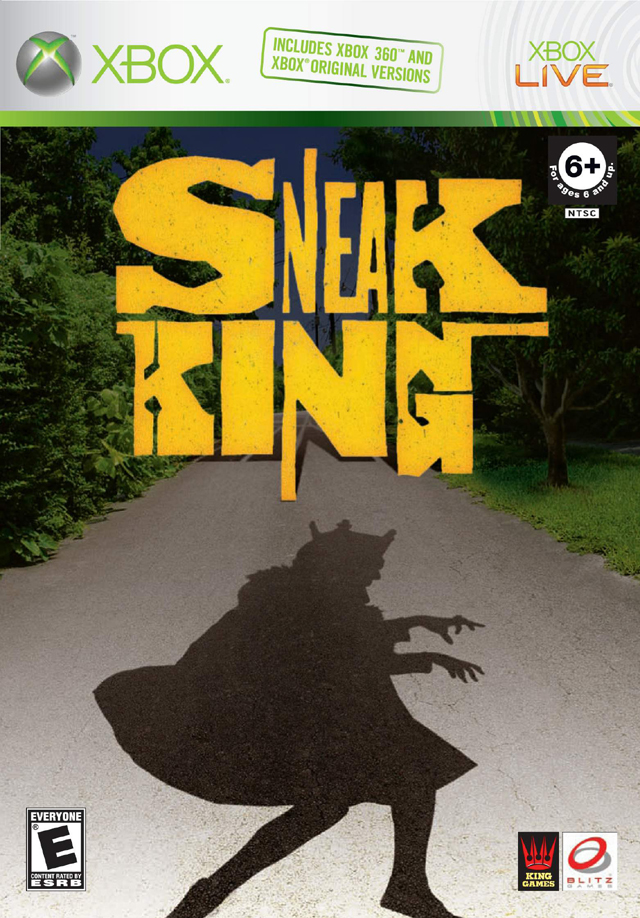 XBOX
INCLUDES XBOX 360™ AND
XBOX® ORIGINAL VERSIONS
XBOX
LIVE
6+
For ages 6 and up.
NTSC
SNEAK
KING
EVERYONE
E
CONTENT RATED BY
ESRB
KING
GAMES
BLITZ
GAMES